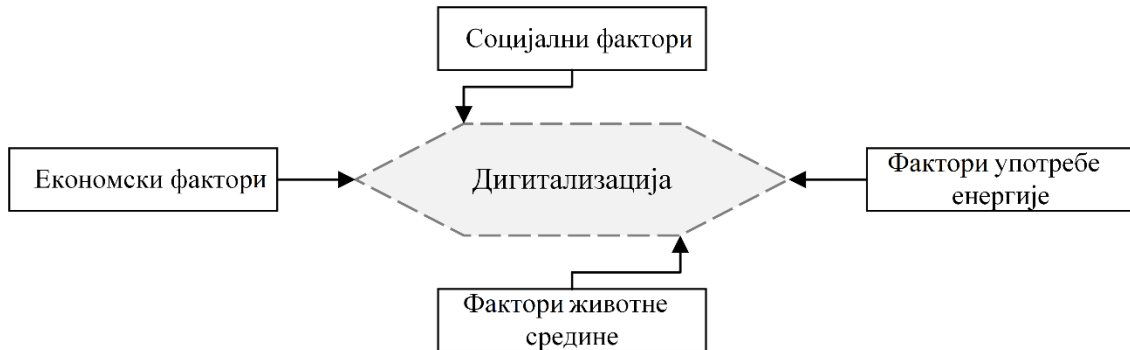 Социјални фактори
Економски фактори
Дигитализација
Фактори употребе
енергије
Фактори животне
средине